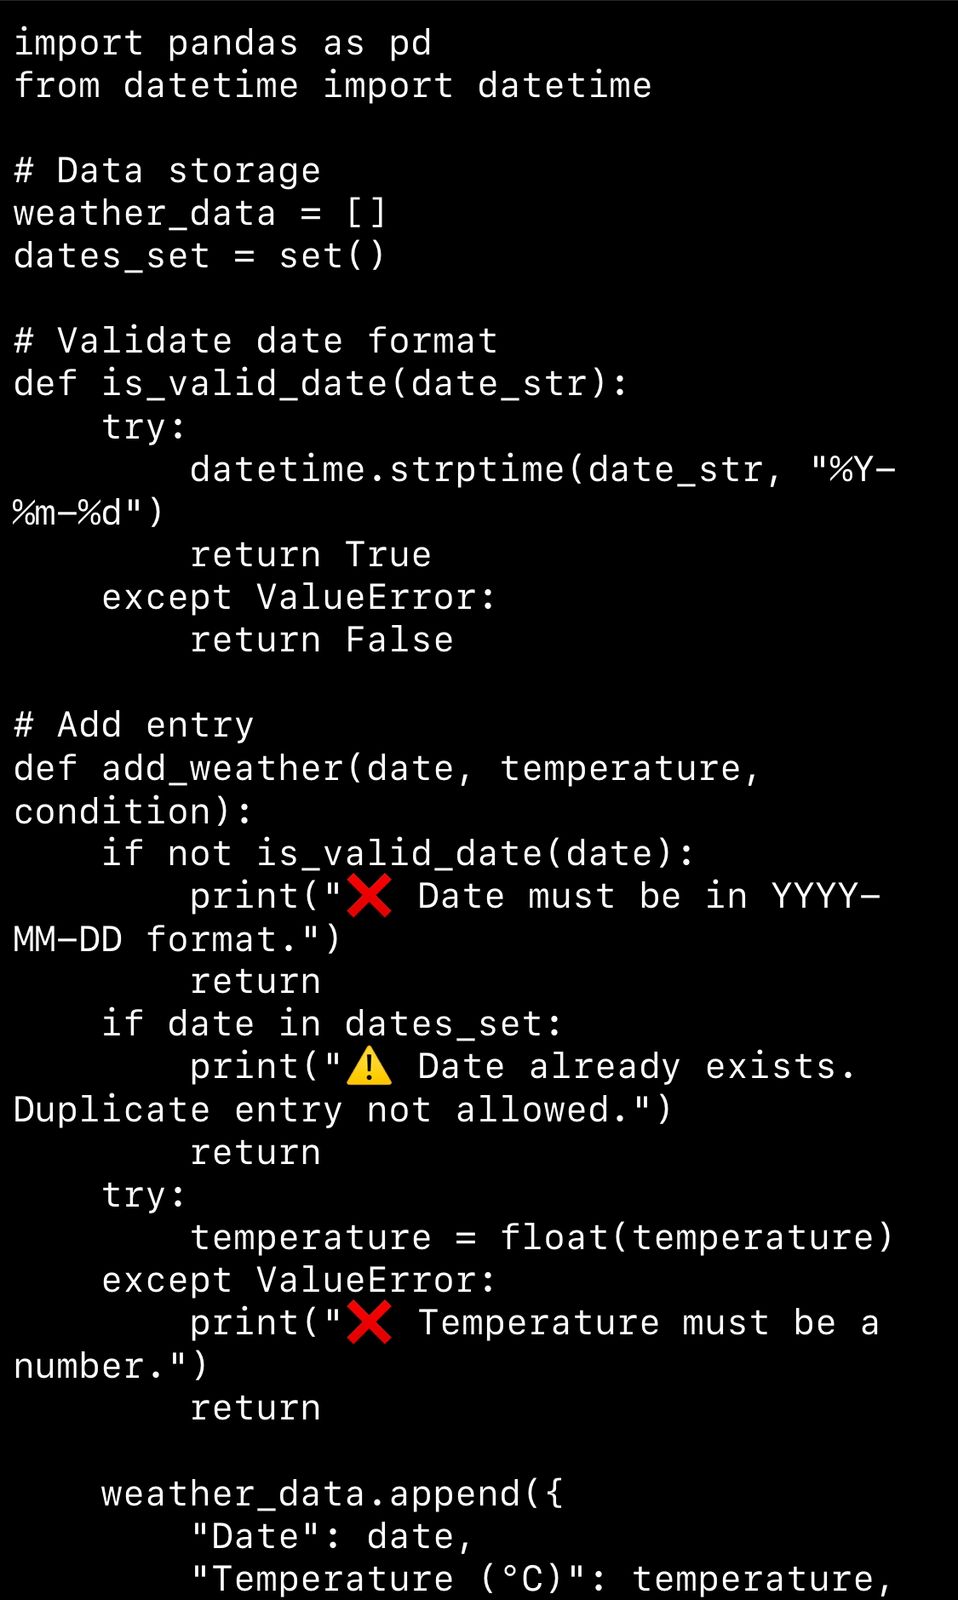 import pandas as pd
from datetime import datetime

# Data storage
weather_data = []
dates_set = set()

# Validate date format
def is_valid_date(date_str):
    try:
        datetime.strptime(date_str, "%Y-
%m-%d")
        return True
    except ValueError:
        return False

# Add entry
def add_weather(date, temperature,
condition):
    if not is_valid_date(date):
        print("❌ Date must be in YYYY-
MM-DD format.")
        return
    if date in dates_set:
        print("⚠️ Date already exists.
Duplicate entry not allowed.")
        return
    try:
        temperature = float(temperature)
    except ValueError:
        print("❌ Temperature must be a
number.")
        return

    weather_data.append({
        "Date": date,
        "Temperature (°C)": temperature,